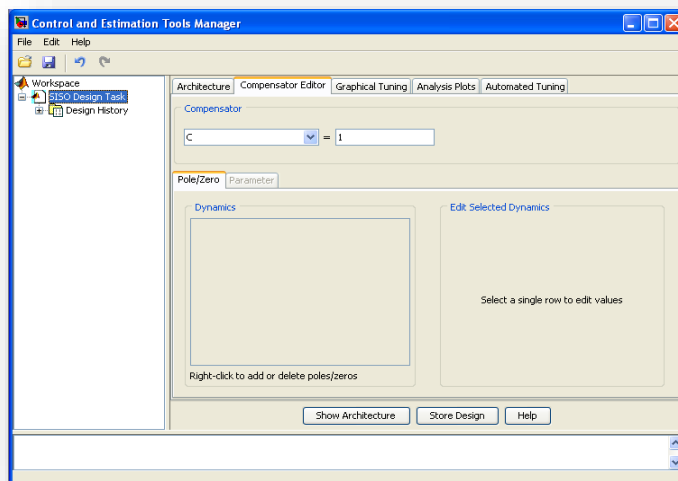 Control and Estimation Tools Manager
File Edit Help
Workspace
SISO Design Task
Design History
Architecture Compensator Editor Graphical Tuning Analysis Plots Automated Tuning
Compensator
C = 1
Pole/Zero Parameter
Dynamics
Right-click to add or delete poles/zeros
Edit Selected Dynamics
Select a single row to edit values
Show Architecture Store Design Help